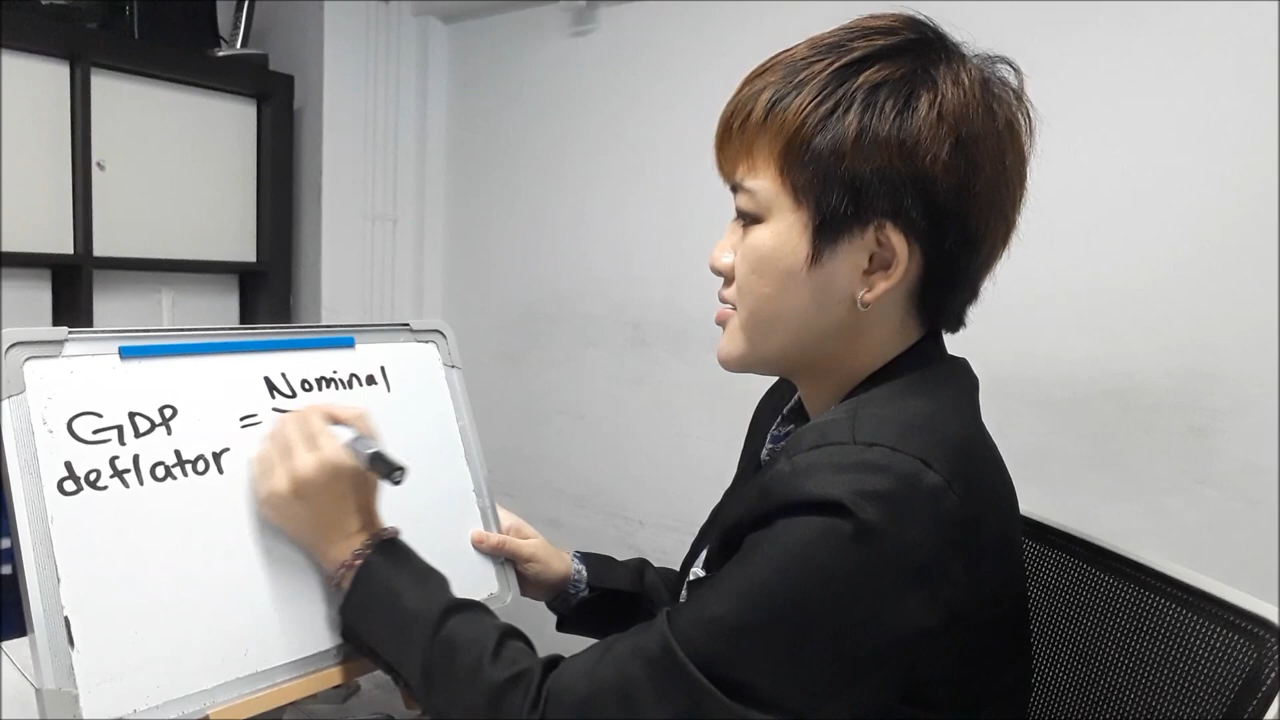 Nominal
GDP =
deflator